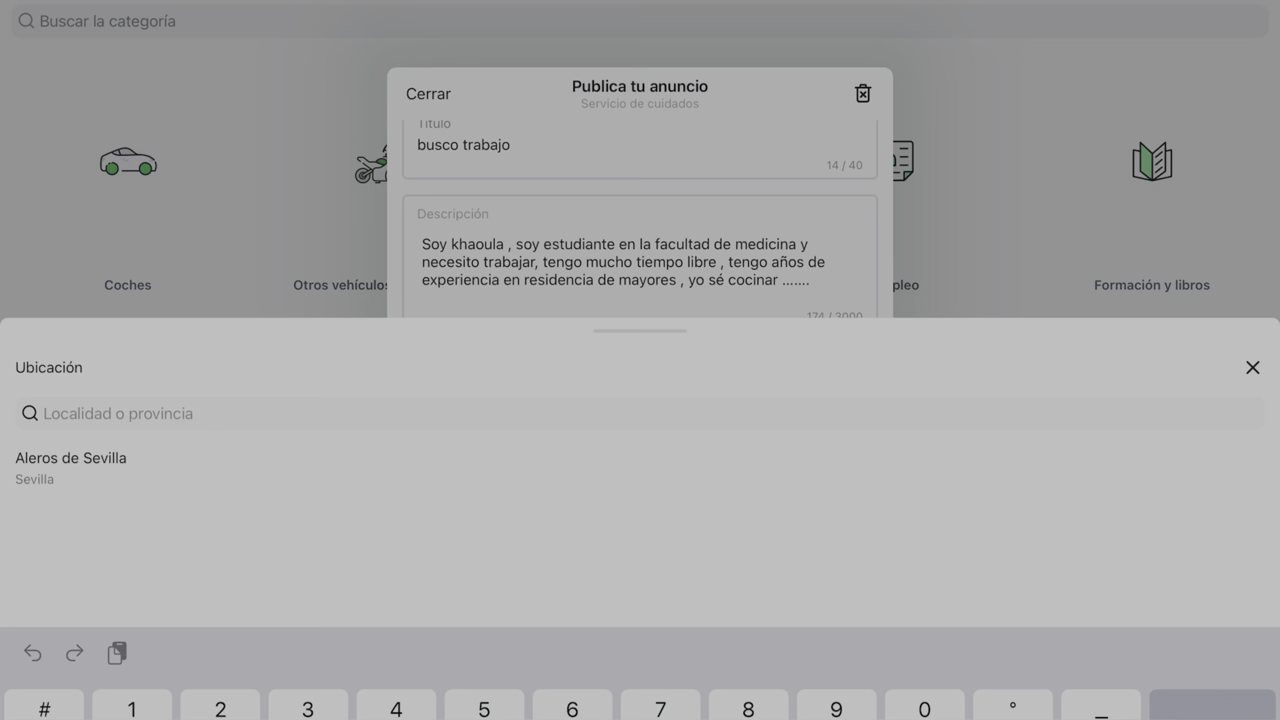 Buscar la categoría
Cerrar
Publica tu anuncio
Servicio de cuidados
Título
busco trabajo
14 / 40
Descripción
Soy khaoula , soy estudiante en la facultad de medicina y
necesito trabajar, tengo mucho tiempo libre , tengo años de
experiencia en residencia de mayores , yo sé cocinar .......
174 / 3000
Coches
Otros vehículos
pleo
Formación y libros
Ubicación
Localidad o provincia
Aleros de Sevilla
Sevilla
# 1 2 3 4 5 6 7 8 9 0 ° _